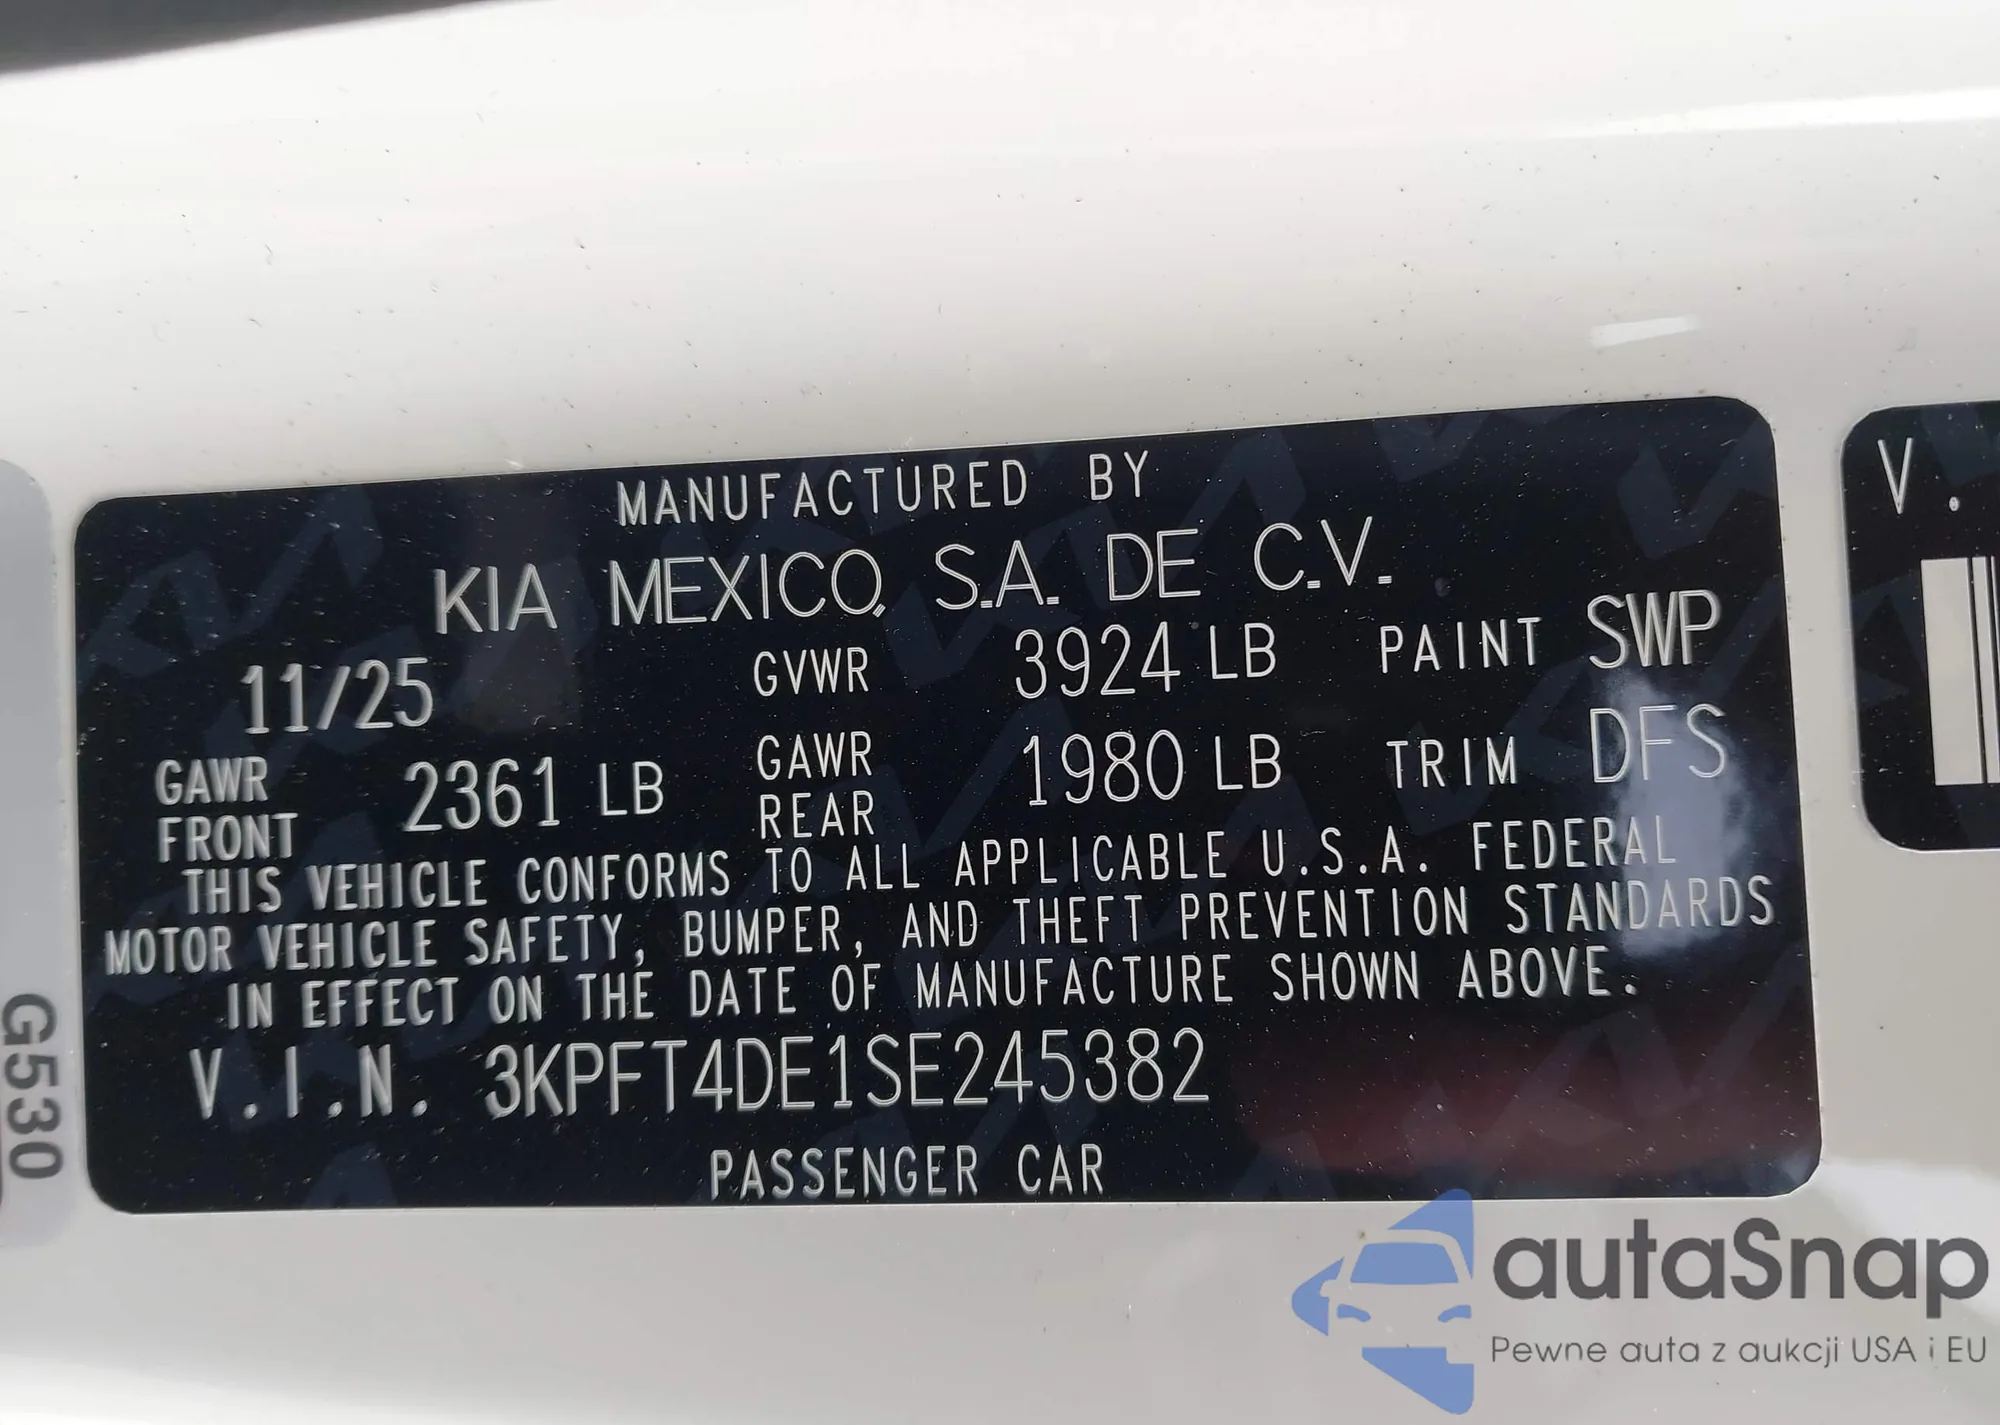 MANUFACTURED BY
KIA MEXICO, S.A. DE C.V.
11/25 GVWR 3924 LB PAINT SWP
GAWR FRONT 2361 LB GAWR REAR 1980 LB TRIM DFS
THIS VEHICLE CONFORMS TO ALL APPLICABLE U.S.A. FEDERAL
MOTOR VEHICLE SAFETY, BUMPER, AND THEFT PREVENTION STANDARDS
IN EFFECT ON THE DATE OF MANUFACTURE SHOWN ABOVE.
V.I.N. 3KPFT4DE1SE245382
PASSENGER CAR
G530
V.
autaSnap
Pewne auta z aukcji USA i EU